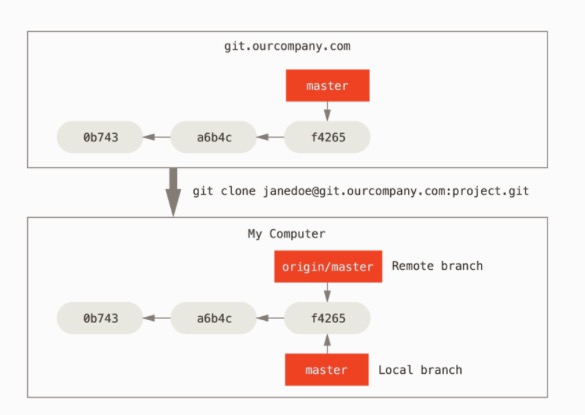 git.ourcompany.com
master
0b743 a6b4c f4265
git clone janedoe@git.ourcompany.com:project.git
My Computer
origin/master Remote branch
0b743 a6b4c f4265
master Local branch